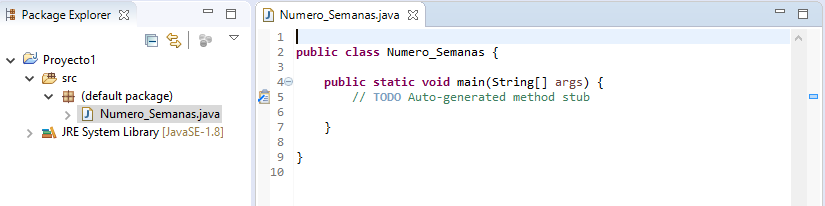 Package Explorer
Proyecto1
src
(default package)
Numero_Semanas.java
JRE System Library [JavaSE-1.8]
Numero_Semanas.java
1
2 public class Numero_Semanas {
3
4     public static void main(String[] args) {
5         // TODO Auto-generated method stub
6
7     }
8
9 }
10